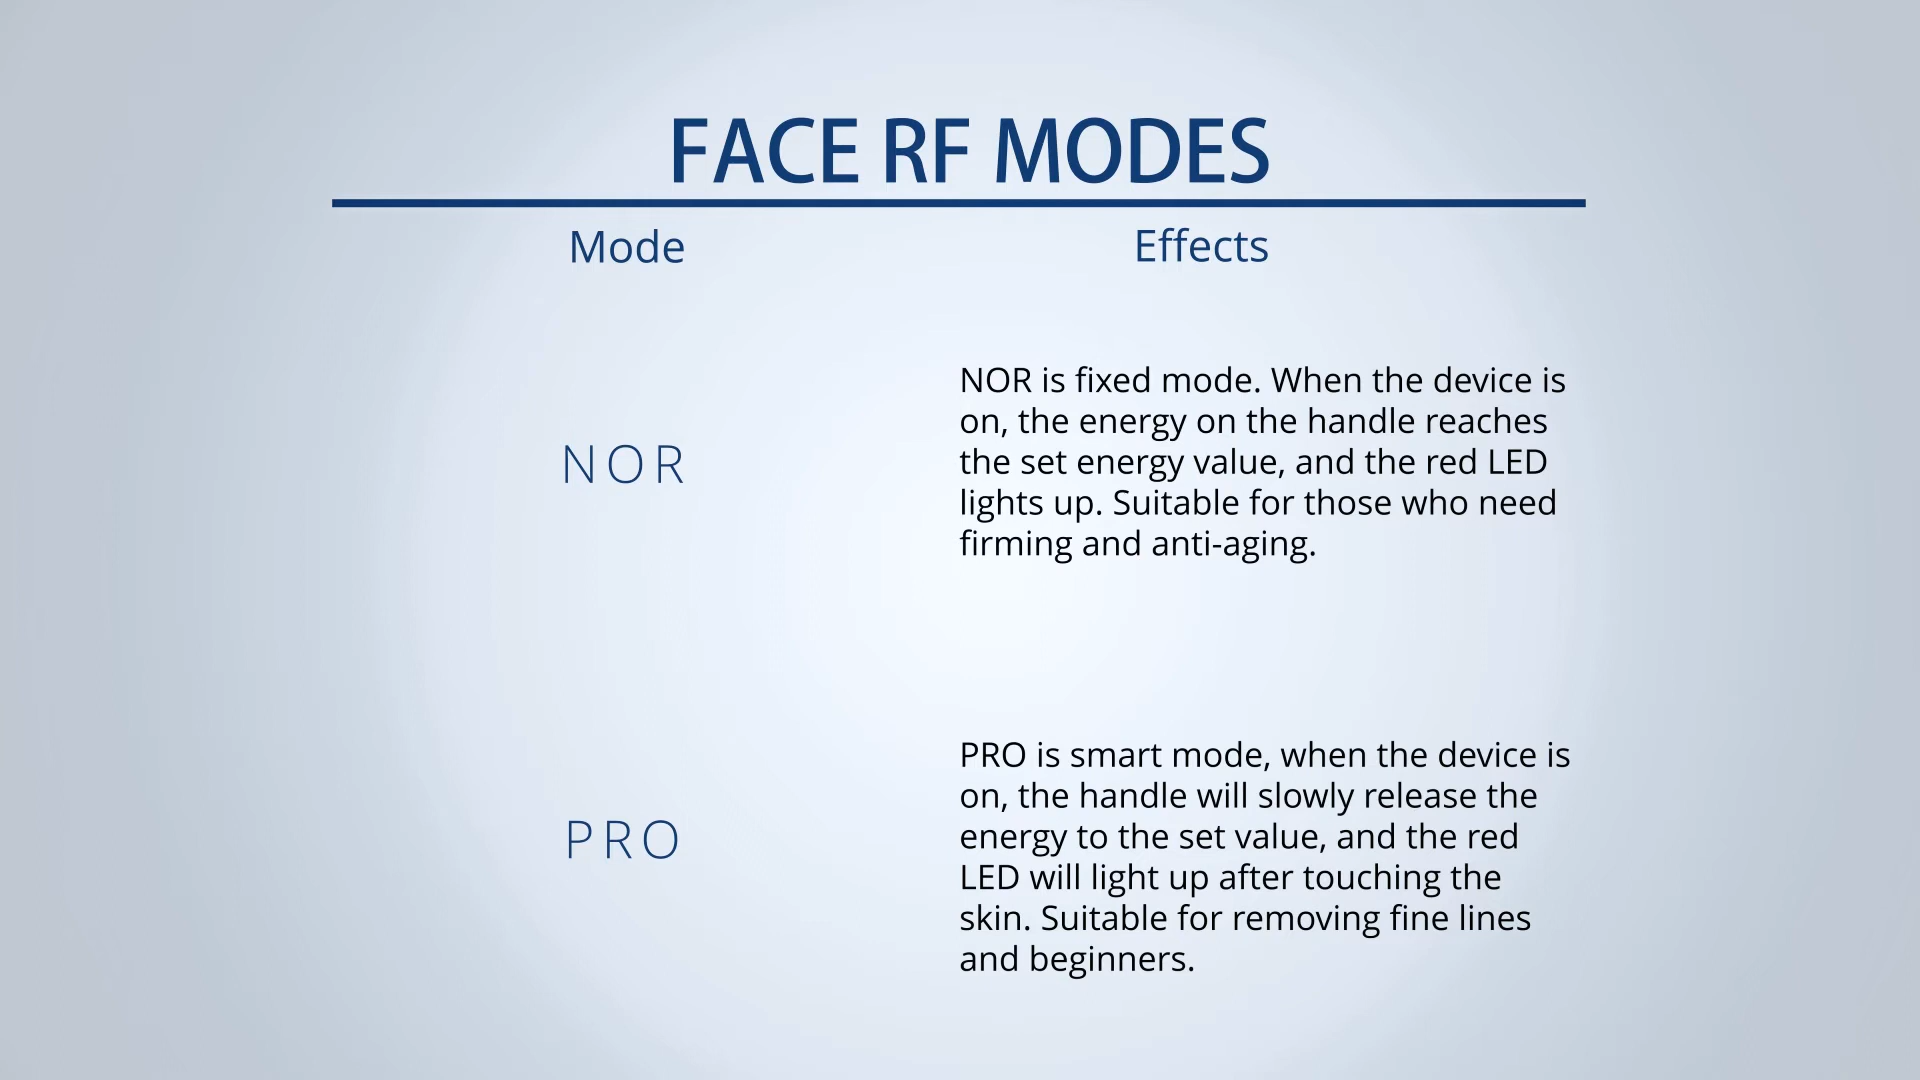 FACE RF MODES
Mode
Effects
NOR
NOR is fixed mode. When the device is
on, the energy on the handle reaches
the set energy value, and the red LED
lights up. Suitable for those who need
firming and anti-aging.
PRO
PRO is smart mode, when the device is
on, the handle will slowly release the
energy to the set value, and the red
LED will light up after touching the
skin. Suitable for removing fine lines
and beginners.